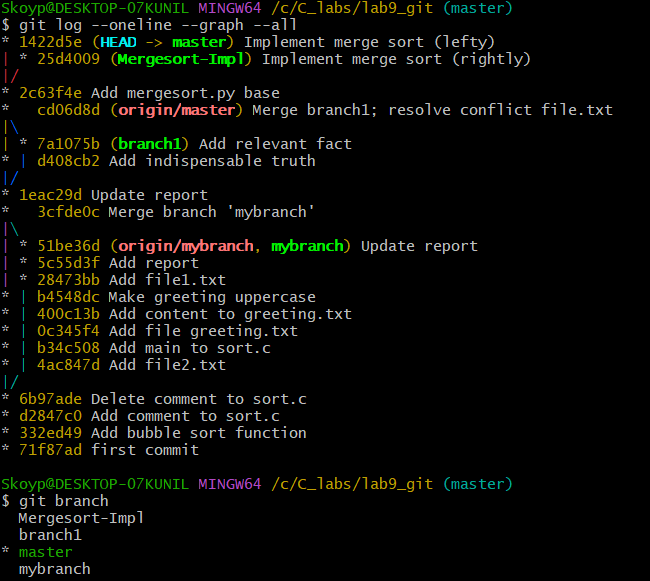 Skoyp@DESKTOP-07KUNIL MINGW64 /c/C_labs/lab9_git (master)
$ git log --oneline --graph --all
* 1422d5e (HEAD -> master) Implement merge sort (lefty)
| * 25d4009 (Mergesort-Impl) Implement merge sort (rightly)
|/
* 2c63f4e Add mergesort.py base
*   cd06d8d (origin/master) Merge branch1; resolve conflict file.txt
|\
| * 7a1075b (branch1) Add relevant fact
* | d408cb2 Add indispensable truth
|/
* 1eac29d Update report
*   3cfde0c Merge branch 'mybranch'
|\
| * 51be36d (origin/mybranch, mybranch) Update report
| * 5c55d3f Add report
| * 28473bb Add file1.txt
* | b4548dc Make greeting uppercase
* | 400c13b Add content to greeting.txt
* | 0c345f4 Add file greeting.txt
* | b34c508 Add main to sort.c
* | 4ac847d Add file2.txt
|/
* 6b97ade Delete comment to sort.c
* d2847c0 Add comment to sort.c
* 332ed49 Add bubble sort function
* 71f87ad first commit
Skoyp@DESKTOP-07KUNIL MINGW64 /c/C_labs/lab9_git (master)
$ git branch
  Mergesort-Impl
  branch1
* master
  mybranch